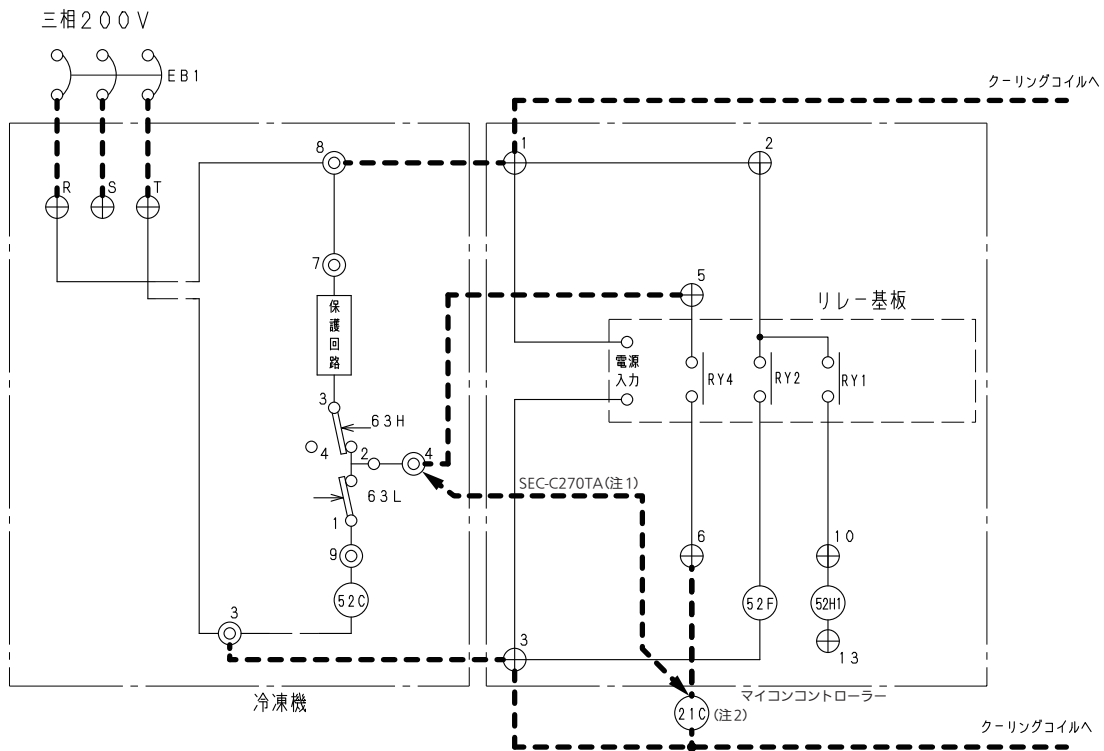 三相200V
EB1
クーリングコイルへ
R
S
T
8
1
2
7
5
リレー基板
保護回路
電源入力
RY4
RY2
RY1
3
63H
4
2
4
SEC-C270TA(注1)
63L
1
6
10
9
52C
52F
52H1
3
3
13
冷凍機
マイコンコントローラー
21C
(注2)
クーリングコイルへ